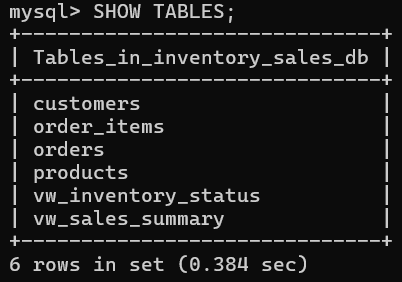 mysql> SHOW TABLES;
+------------------------------+
| Tables_in_inventory_sales_db |
+------------------------------+
| customers                    |
| order_items                  |
| orders                       |
| products                     |
| vw_inventory_status          |
| vw_sales_summary             |
+------------------------------+
6 rows in set (0.384 sec)